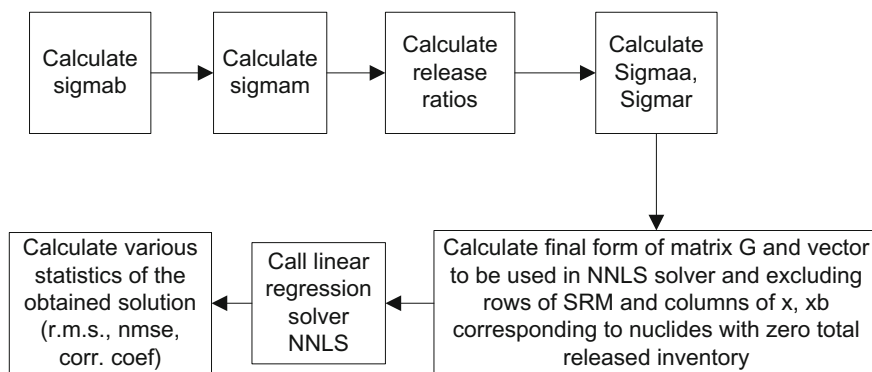 Calculate
sigmab
Calculate
sigmam
Calculate
release
ratios
Calculate
Sigmaa,
Sigmar
Calculate final form of matrix G and vector
to be used in NNLS solver and excluding
rows of SRM and columns of x, xb
corresponding to nuclides with zero total
released inventory
Call linear
regression
solver
NNLS
Calculate various
statistics of the
obtained solution
(r.m.s., nmse,
corr. coef)